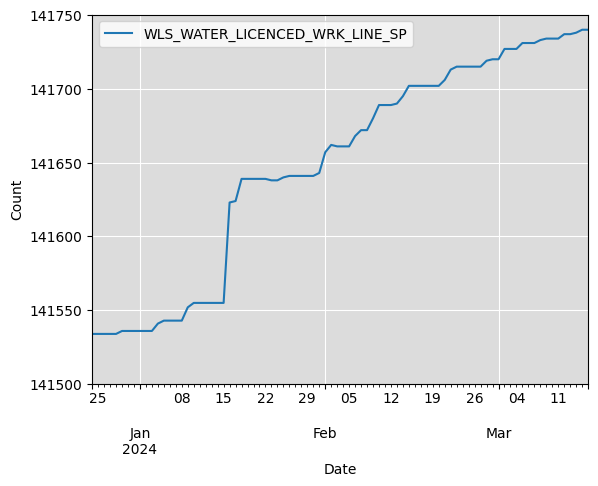 141750
WLS_WATER_LICENCED_WRK_LINE_SP
141700
141650
141600
141550
141500
Count
25 08 15 22 29 05 12 19 26 04 11
Jan Feb Mar
2024
Date